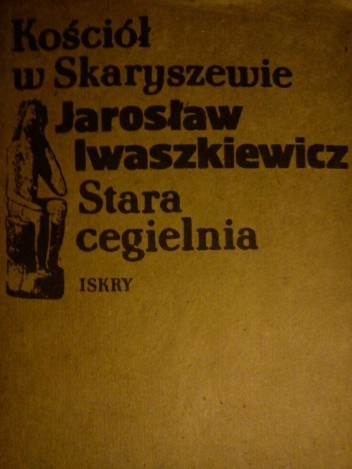 Kościół
w Skaryszewie
Jarosław
Iwaszkiewicz
Stara
cegielnia
ISKRY